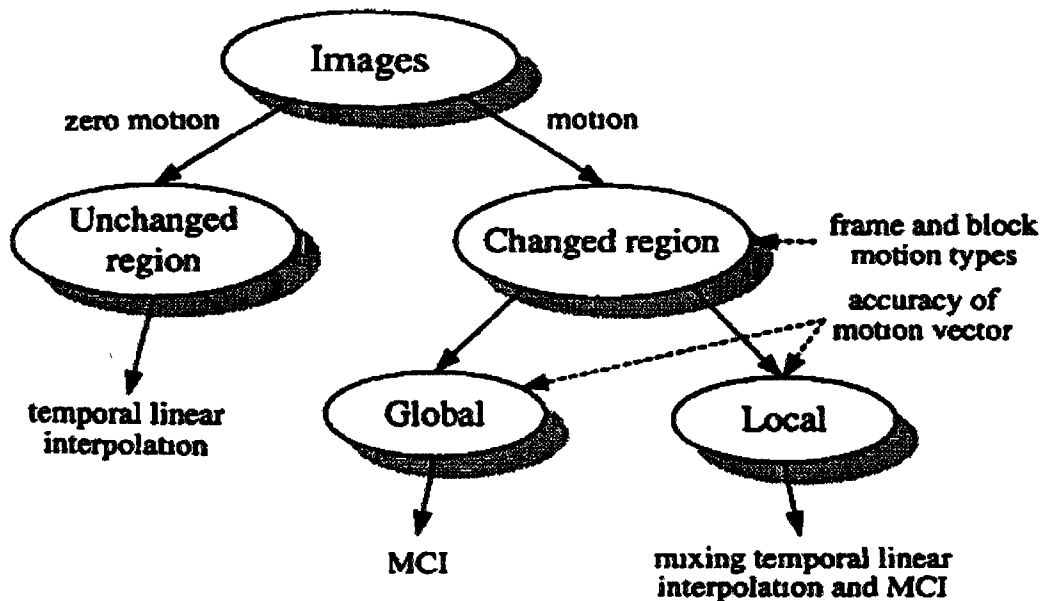 Images
zero motion
motion
Unchanged
region
Changed region
frame and block
motion types
accuracy of
motion vector
Global
Local
temporal linear
interpolation
MCI
mixing temporal linear
interpolation and MCI